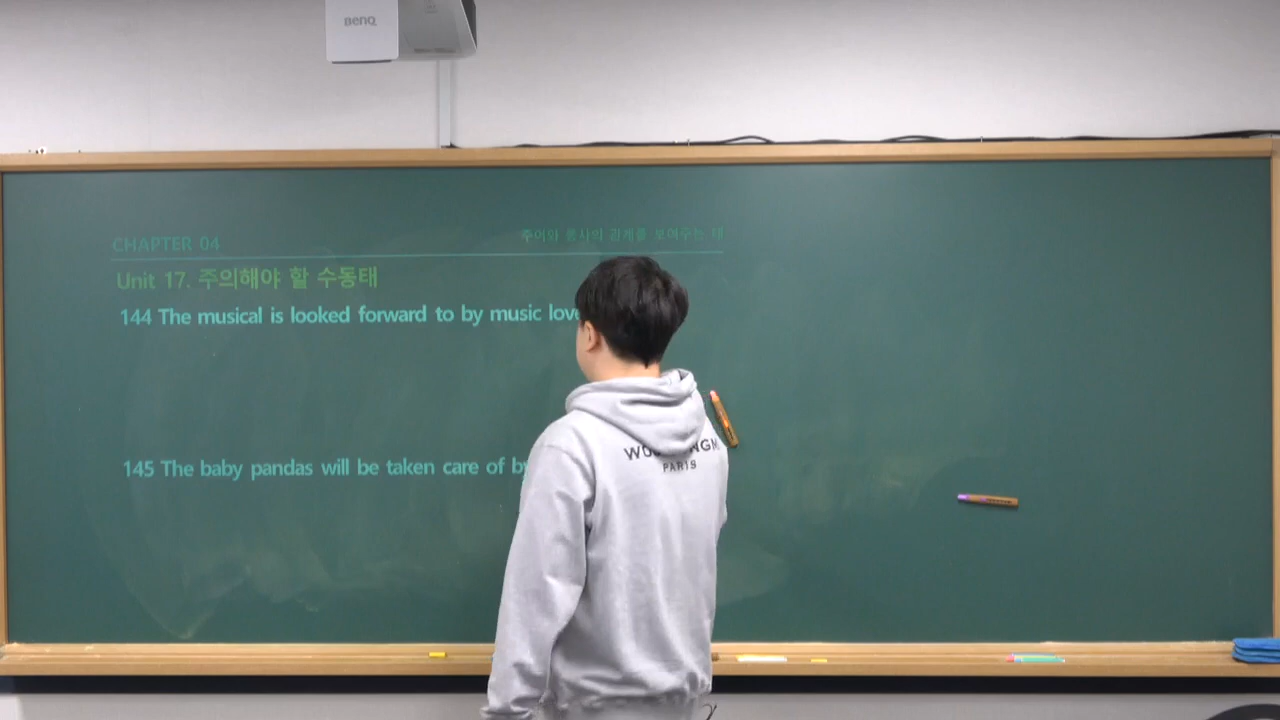 BenQ
CHAPTER 04
주어와 동사의 관계를 보여주는 태
Unit 17. 주의해야 할 수동태
144 The musical is looked forward to by music
145 The baby pandas will be taken care of
PARIS